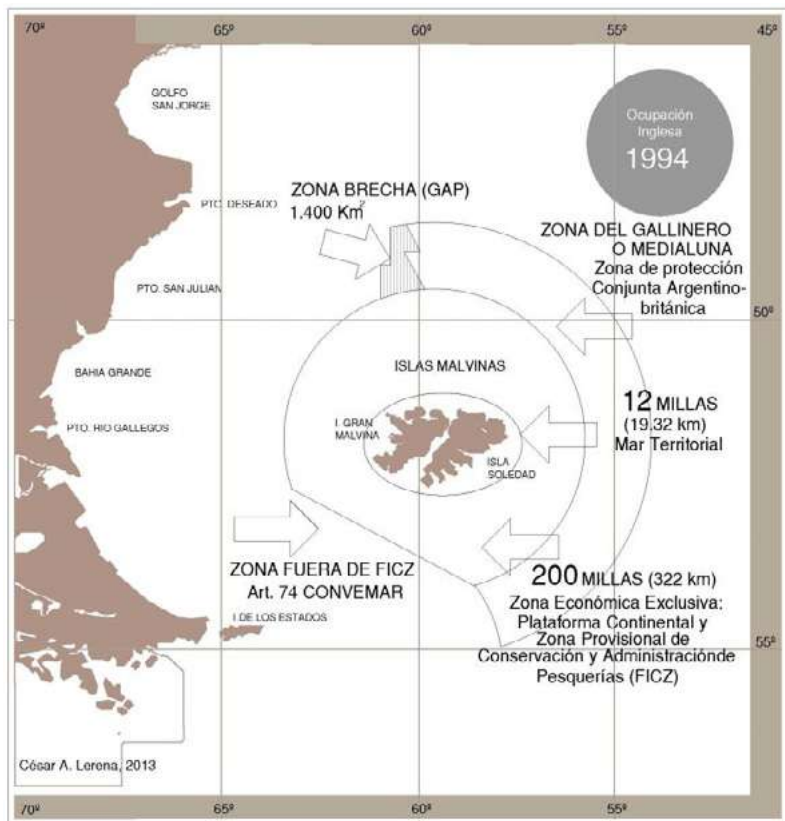 70º
65º
60º
55º
45º
GOLFO
SAN JORGE
Ocupación
Inglesa
1994
ZONA BRECHA (GAP)
1.400 Km²
PTO. DESEADO
ZONA DEL GALLINERO
O MEDIALUNA
Zona de protección
Conjunta Argentino-
británica
PTO. SAN JULIAN
50º
BAHIA GRANDE
ISLAS MALVINAS
12 MILLAS
(19.32 km)
Mar Territorial
PTO. RIO GALLEGOS
I. GRAN
MALVINA
ISLA
SOLEDAD
ZONA FUERA DE FICZ
Art. 74 CONVEMAR
200 MILLAS (322 km)
Zona Económica Exclusiva:
Plataforma Continental y
Zona Provisional de
Conservación y Administraciónde
Pesquerías (FICZ)
I DE LOS ESTADOS
55º
César A. Lerena, 2013
70º
65º
60º
55º